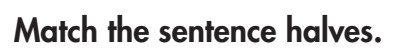 Match the sentence halves.